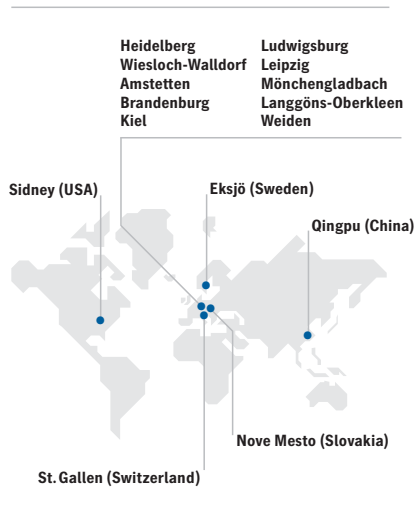 Heidelberg
Wiesloch-Walldorf
Amstetten
Brandenburg
Kiel
Ludwigsburg
Leipzig
Mönchengladbach
Langgöns-Oberkleen
Weiden
Sidney (USA)
Eksjö (Sweden)
Qingpu (China)
Nove Mesto (Slovakia)
St. Gallen (Switzerland)